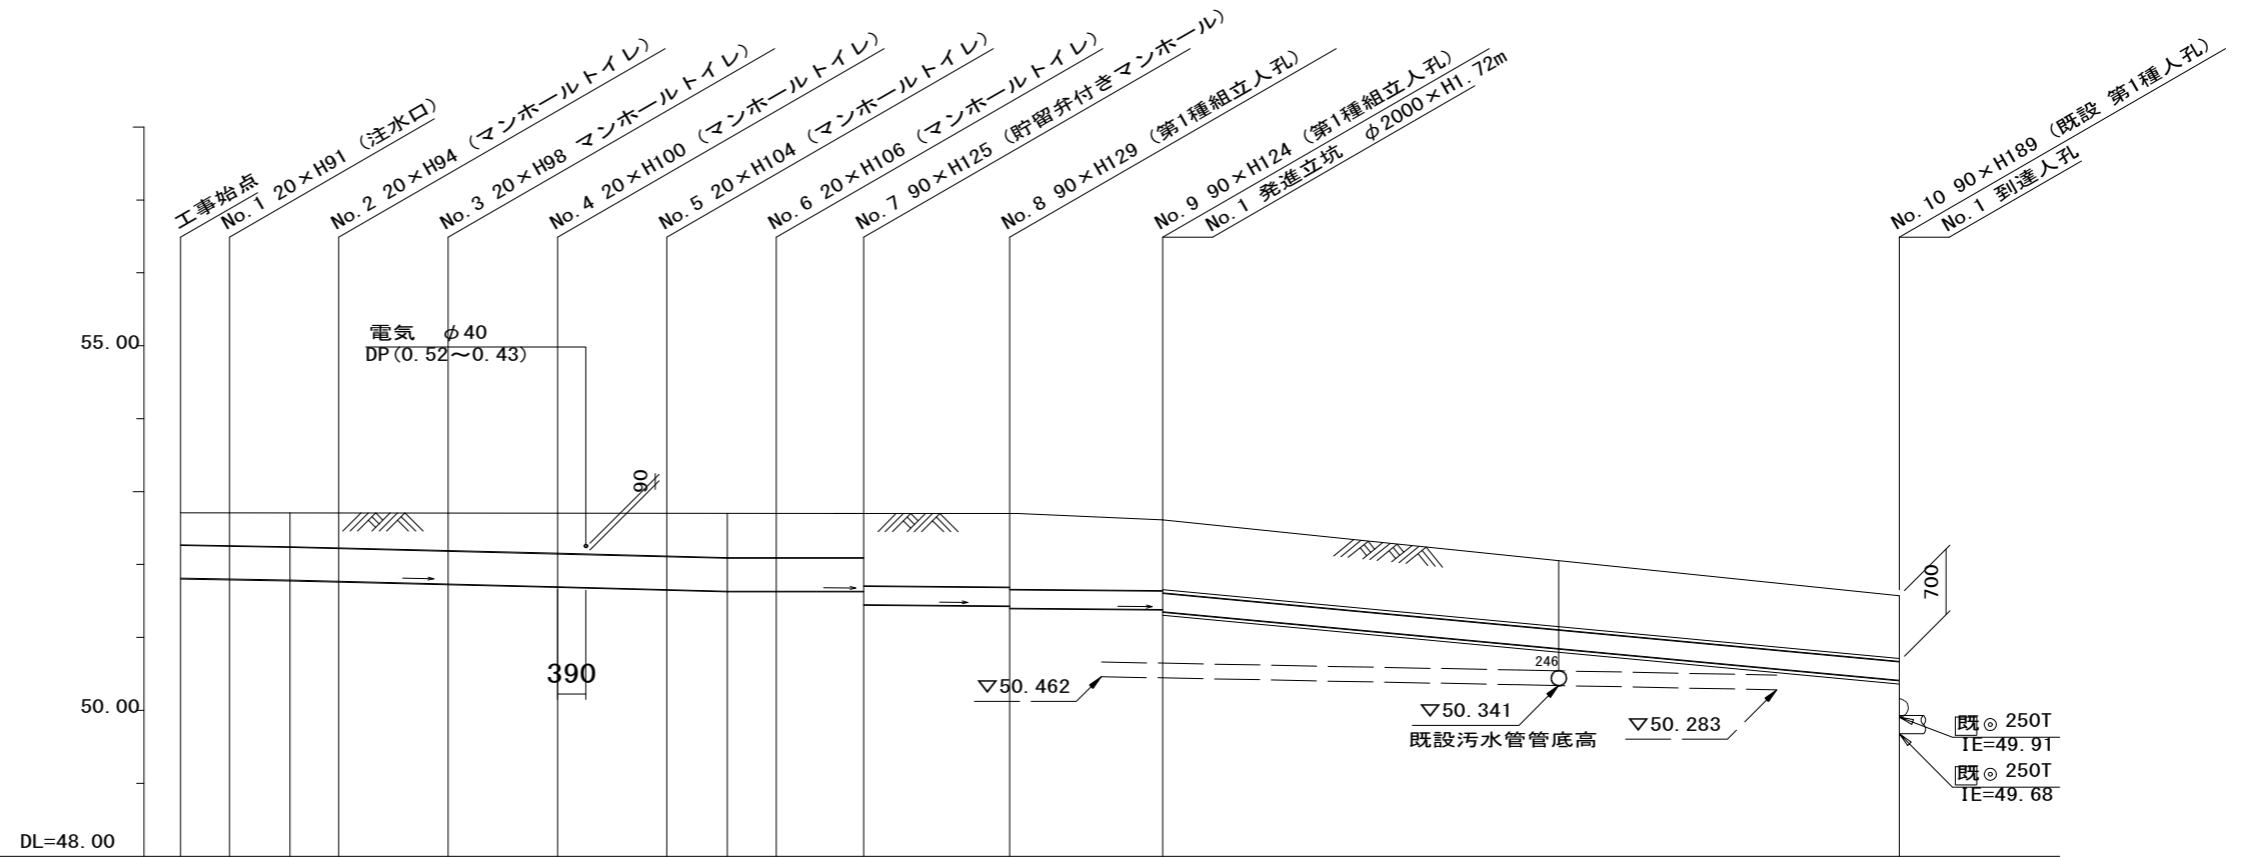 工事始点
No.1 20×H91 (注水口)
No.2 20×H94 (マンホールトイレ)
No.3 20×H98 マンホールトイレ)
No.4 20×H100 (マンホールトイレ)
No.5 20×H104 (マンホールトイレ)
No.6 20×H106 (マンホールトイレ)
No.7 90×H125 (貯留弁付きマンホール)
No.8 90×H129 (第1種組立人孔)
No.9 90×H124 (第1種組立人孔)
No.1 発進立坑 φ2000×H1.72m
No.10 90×H189 (既設 第1種人孔)
No.1 到達人孔
電気 φ40
DP(0.52～0.43)
55.00
90
700
390
246
▽50.462
50.00
▽50.341
既設汚水管管底高
▽50.283
既◎250T
IE=49.91
既◎250T
IE=49.68
DL=48.00